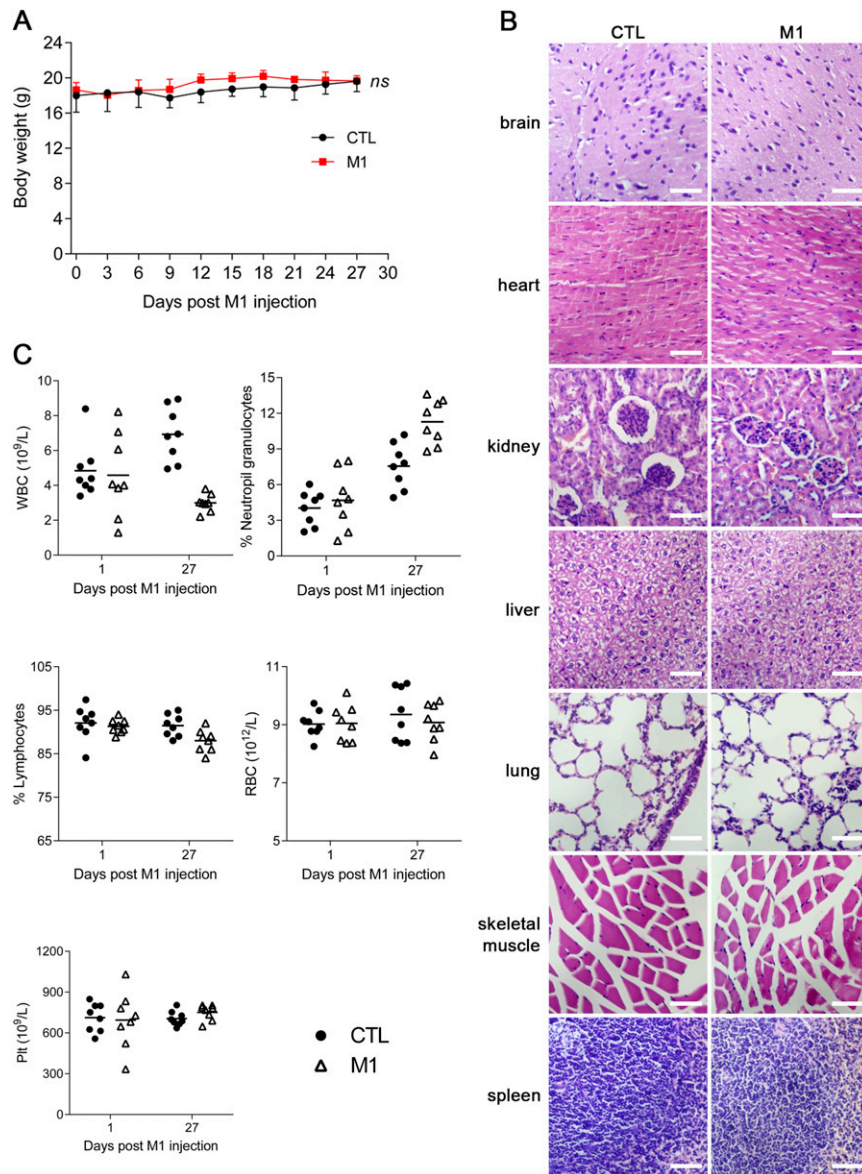 A
Body weight (g)
24
20
16
12
8
4
0
ns
CTL
M1
0 3 6 9 12 15 18 21 24 27 30
Days post M1 injection
B
CTL M1
brain
heart
kidney
liver
lung
skeletal
muscle
spleen
C
WBC (10⁹/L)
10
8
6
4
2
0
1 27
Days post M1 injection
% Neutropil granulocytes
15
12
9
6
3
0
1 27
Days post M1 injection
% Lymphocytes
105
95
85
75
65
1 27
Days post M1 injection
RBC (10¹²/L)
11
9
7
5
1 27
Days post M1 injection
Plt (10⁹/L)
1200
900
600
300
0
1 27
Days post M1 injection
CTL
M1